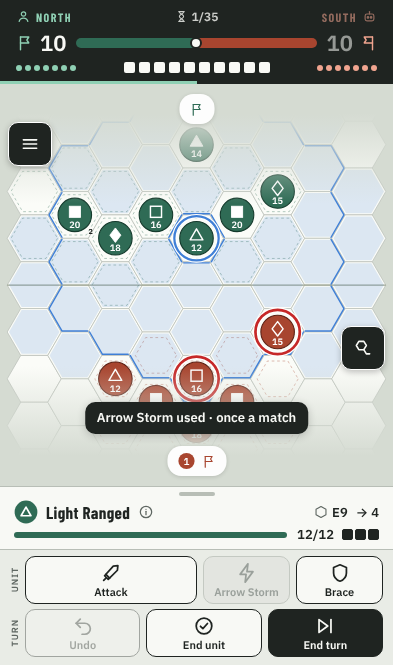 NORTH
1/35
SOUTH
10
10
14
15
20
2
16
20
18
12
15
12
16
Arrow Storm used · once a match
1
Light Ranged
E9 → 4
12/12
UNIT
Attack
Arrow Storm
Brace
TURN
Undo
End unit
End turn